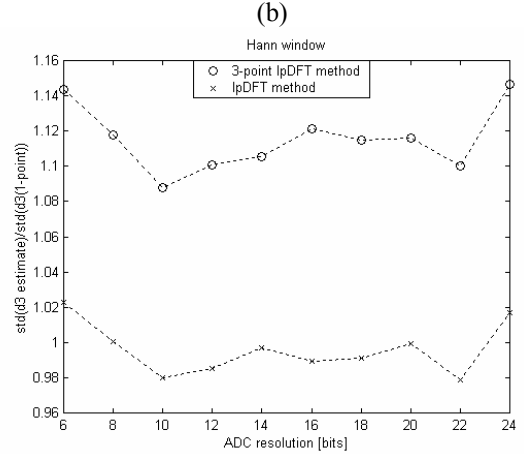 (b)
Hann window
3-point IpDFT method
IpDFT method
std(d3 estimate)/std(d3(1-point))
1.16
1.14
1.12
1.1
1.08
1.06
1.04
1.02
1
0.98
0.96
6 8 10 12 14 16 18 20 22 24
ADC resolution [bits]